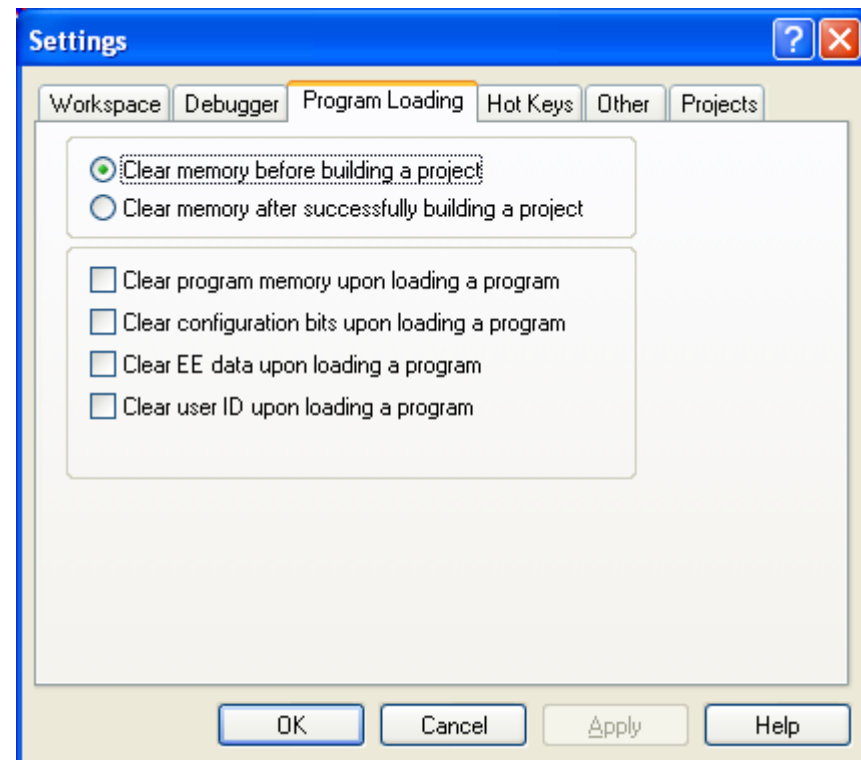 Settings
Workspace Debugger Program Loading Hot Keys Other Projects
Clear memory before building a project
Clear memory after successfully building a project
Clear program memory upon loading a program
Clear configuration bits upon loading a program
Clear EE data upon loading a program
Clear user ID upon loading a program
OK Cancel Apply Help